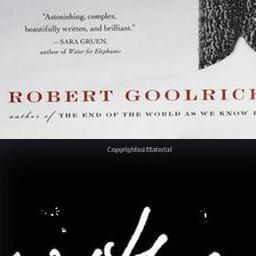 "Astonishing, complex,
beautifully written, and brilliant."
—SARA GRUEN,
author of Water for Elephants
ROBERT GOOLRICK
author of THE END OF THE WORLD AS WE KNOW
Copyrighted Material